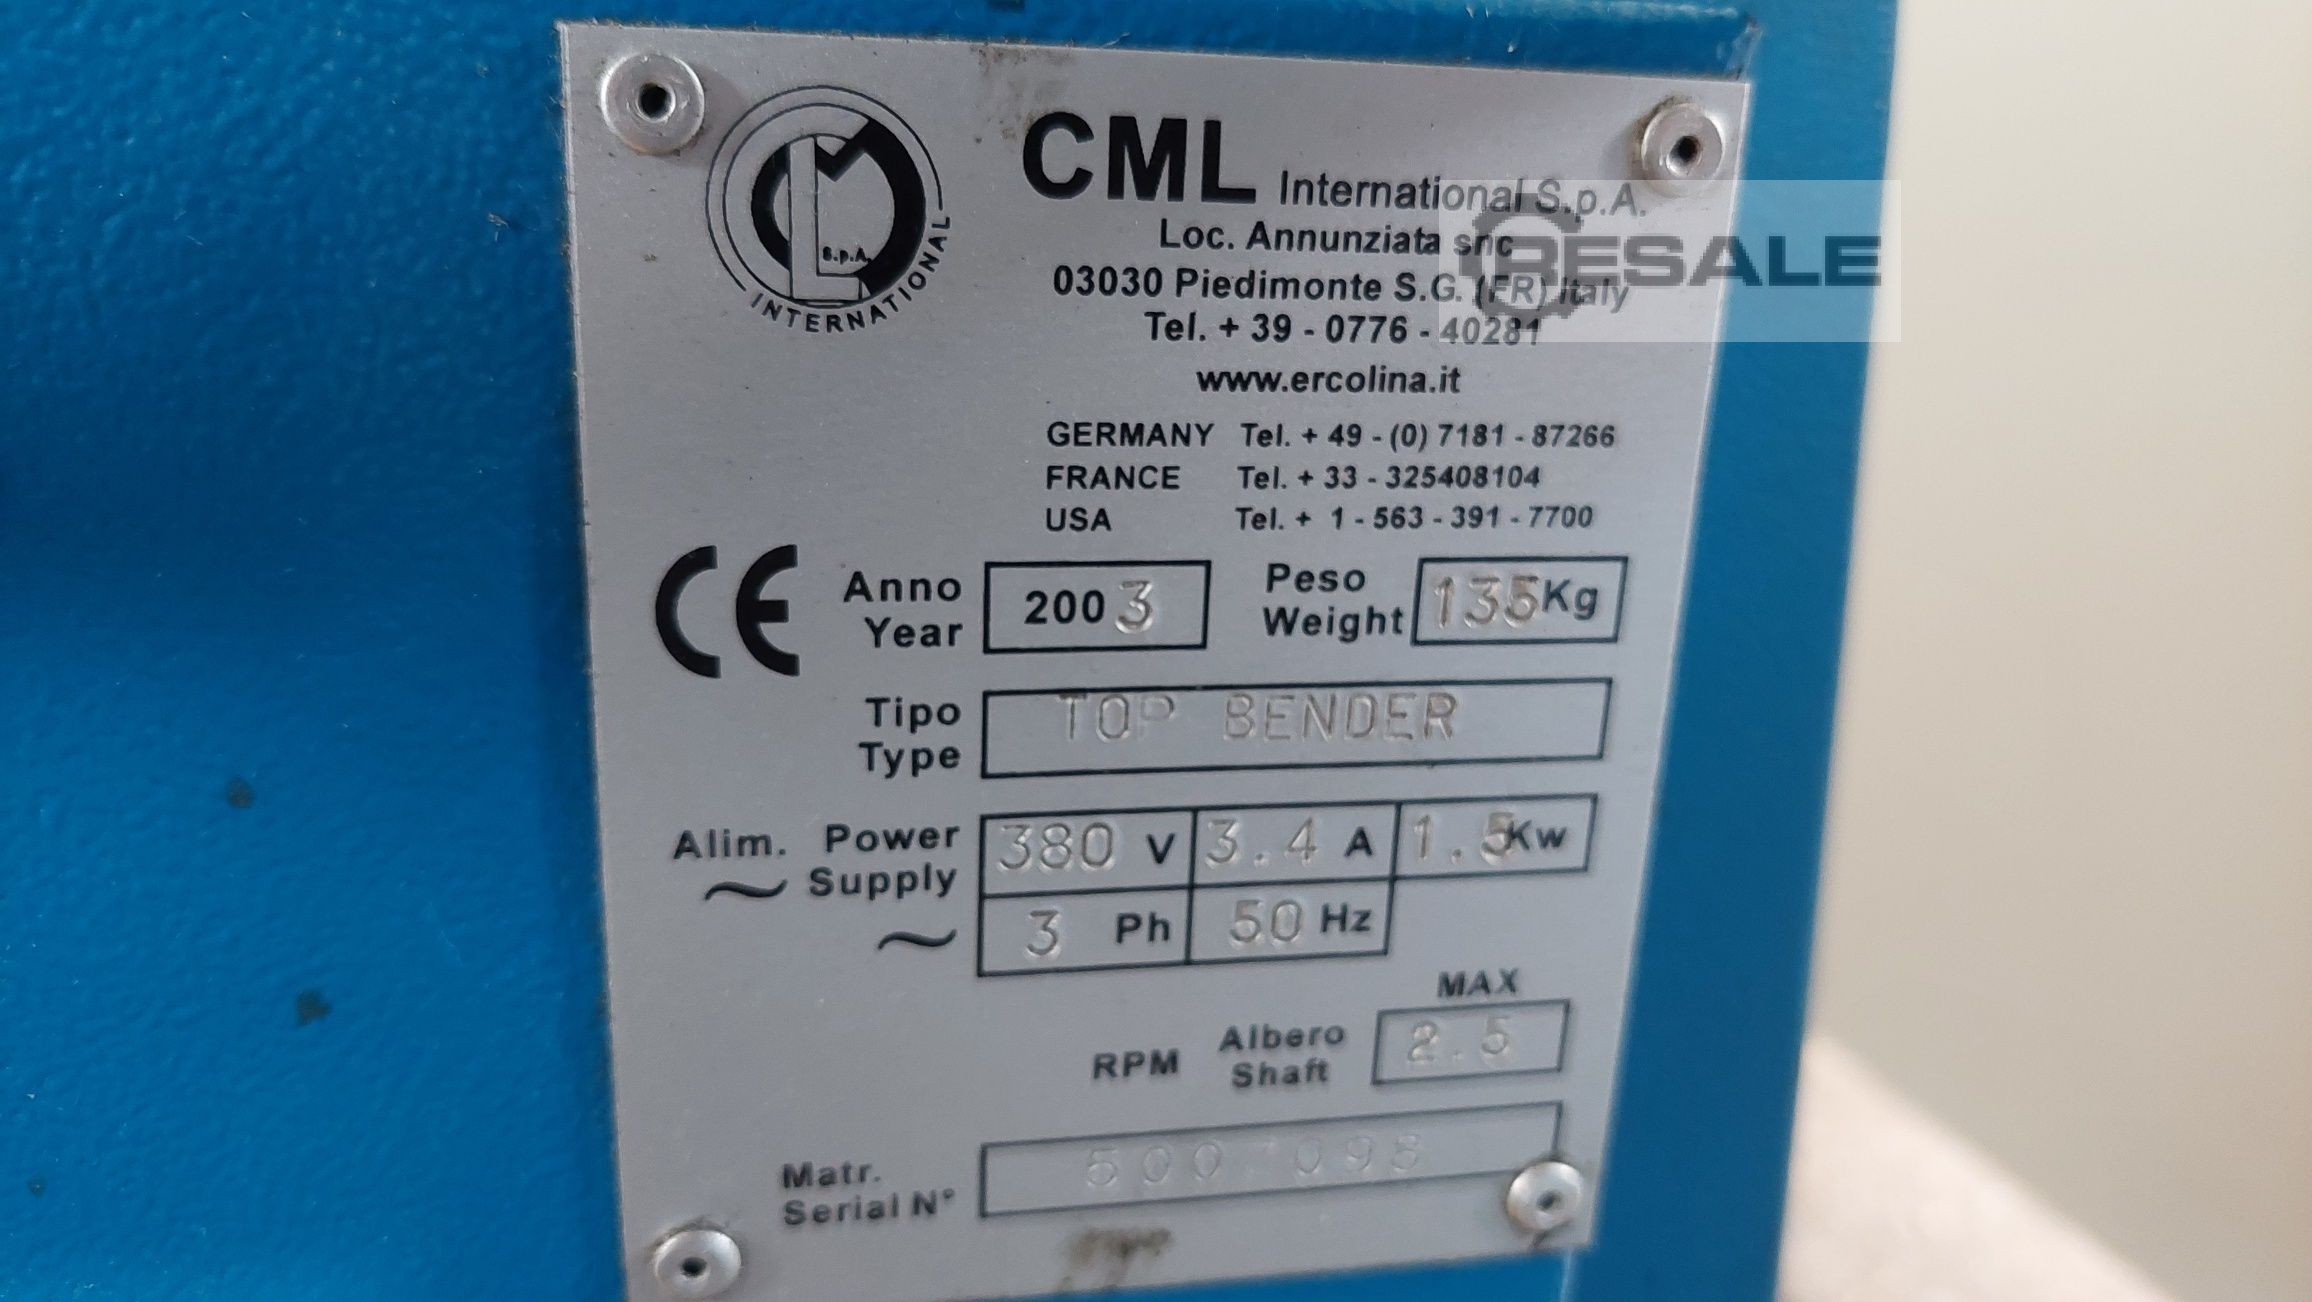 CML International S.p.A.
Loc. Annunziata snc
03030 Piedimonte S.G. (FR) Italy
Tel. + 39 - 0776 - 40281
www.ercolina.it
GERMANY Tel. + 49 - (0) 7181 - 87266
FRANCE Tel. + 33 - 325408104
USA Tel. + 1 - 563 - 391 - 7700
S.p.A.
INTERNATIONAL
RESALE
CE
Anno 2003 Peso 135 Kg
Year Weight
Tipo TOP BENDER
Type
Alim. Power 380 V 3.4 A 1.5 Kw
~ Supply
~ 3 Ph 50 Hz
MAX
RPM Albero 2.5
Shaft
Matr.
Serial N°